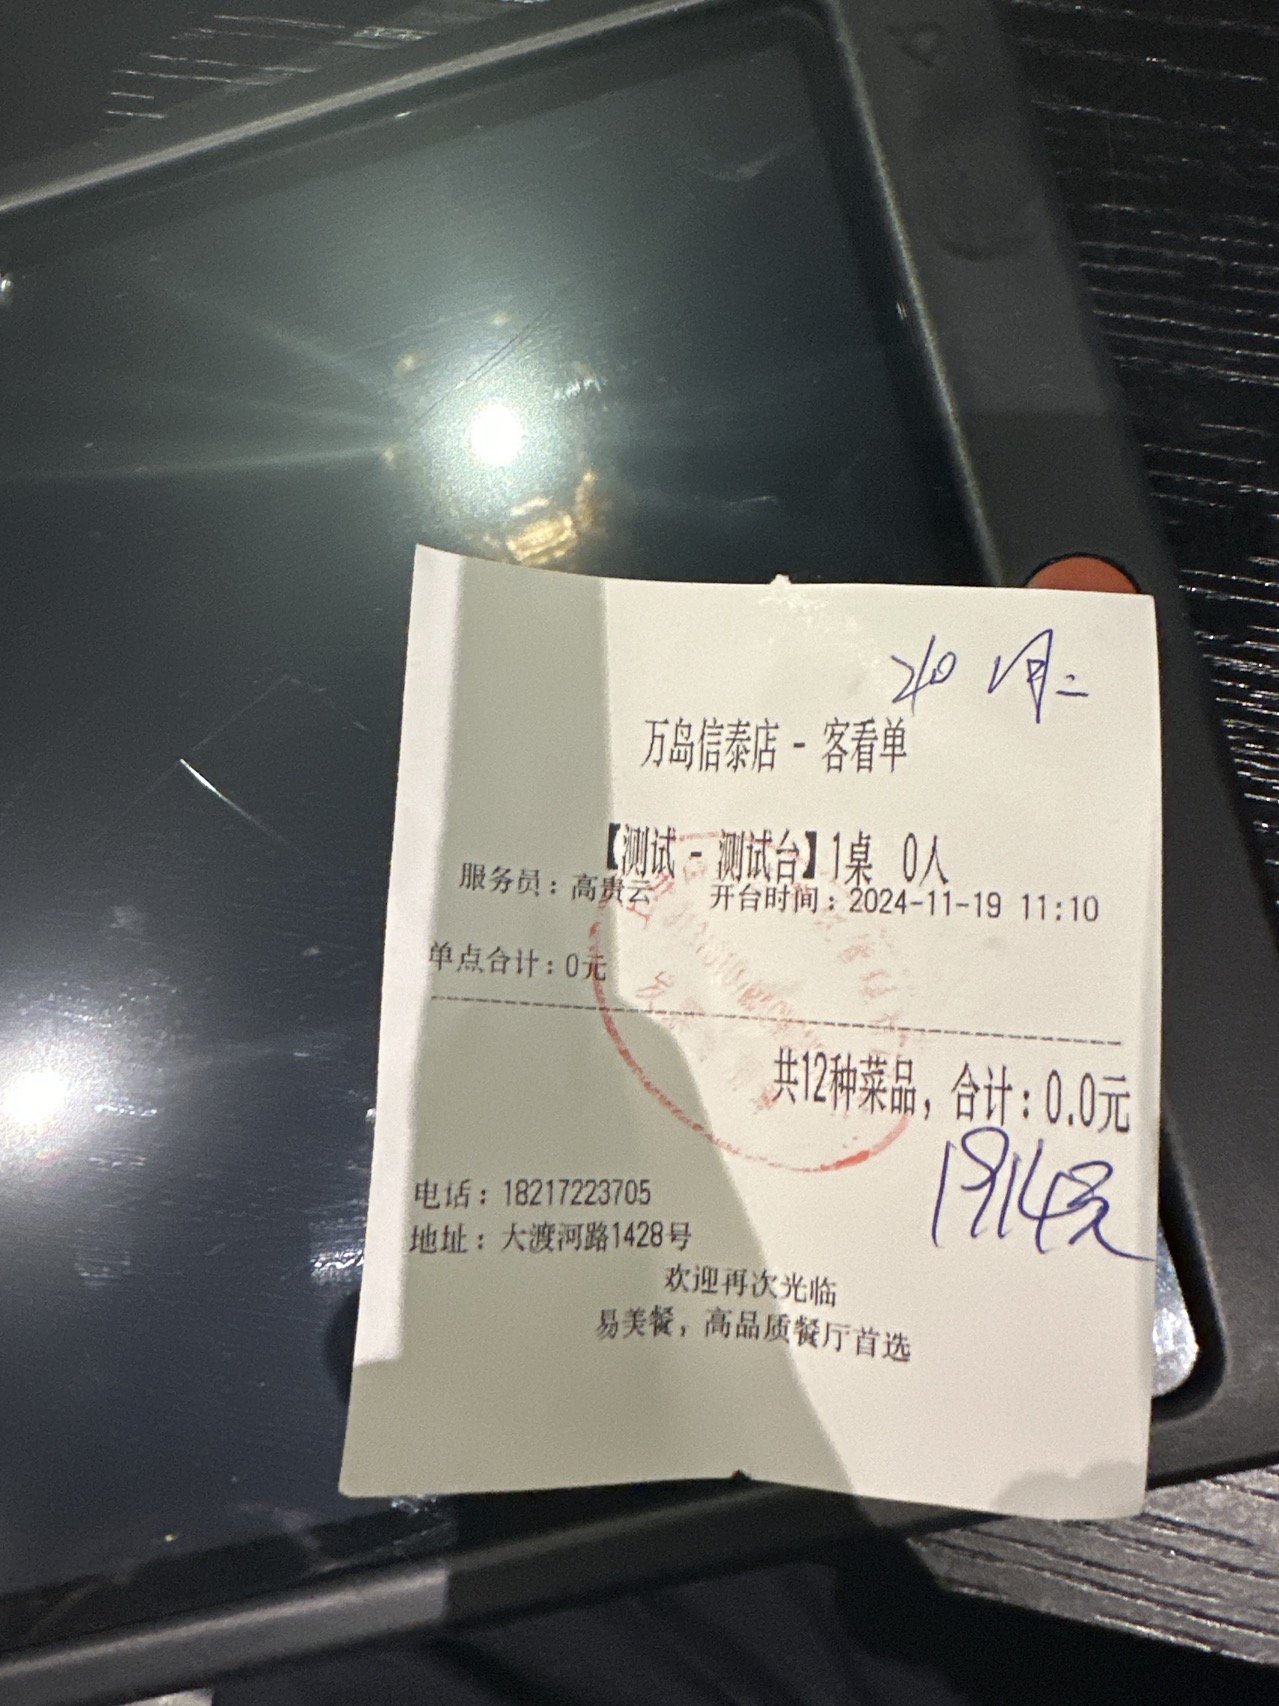 万岛信泰店 - 客看单
【测试 - 测试台】1桌 0人
服务员：高贵云 开台时间：2024-11-19 11:10
单点合计：0元
共12种菜品，合计：0.0元
1914元
电话：18217223705
地址：大渡河路1428号
欢迎再次光临
易美餐，高品质餐厅首选